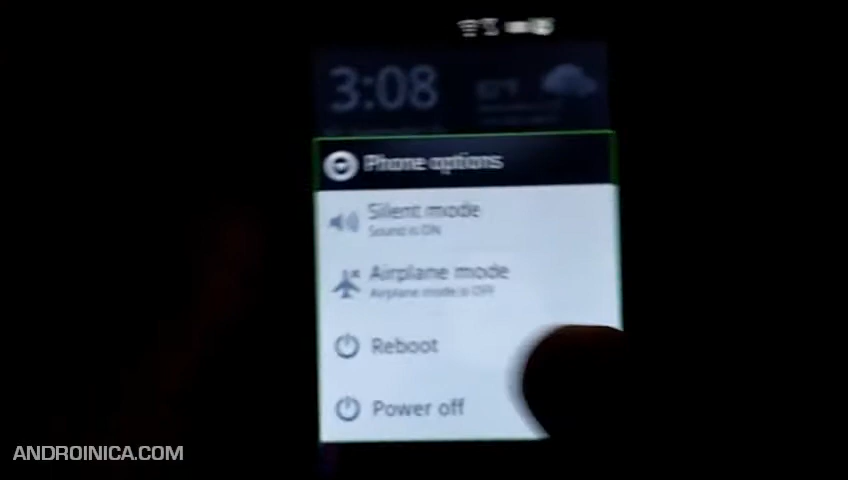 3:08
Phone options
Silent mode
Sound is ON
Airplane mode
Airplane mode is OFF
Reboot
Power off
ANDROINICA.COM